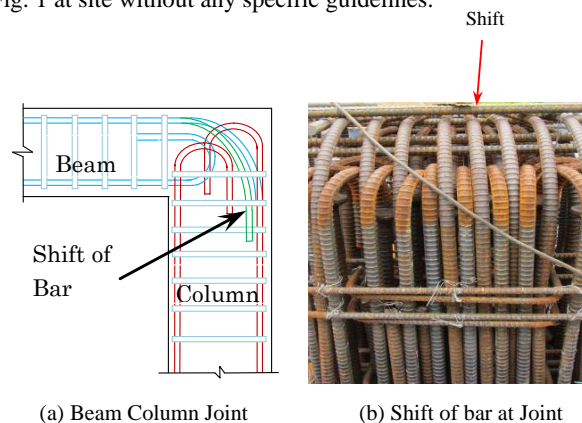 Fig. 1 at site without any specific guidelines.
Shift
Beam
Shift of
Bar
Column
(a) Beam Column Joint
(b) Shift of bar at Joint